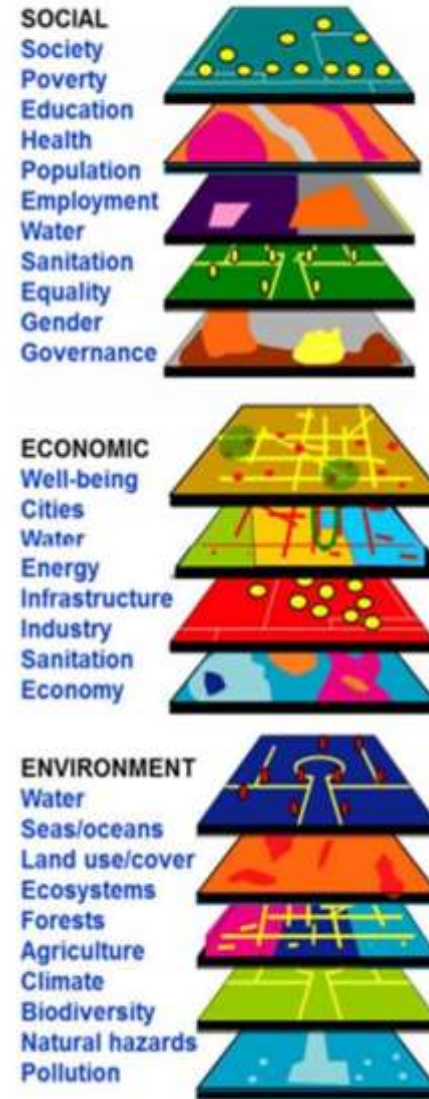 SOCIAL
Society
Poverty
Education
Health
Population
Employment
Water
Sanitation
Equality
Gender
Governance
ECONOMIC
Well-being
Cities
Water
Energy
Infrastructure
Industry
Sanitation
Economy
ENVIRONMENT
Water
Seas/oceans
Land use/cover
Ecosystems
Forests
Agriculture
Climate
Biodiversity
Natural hazards
Pollution